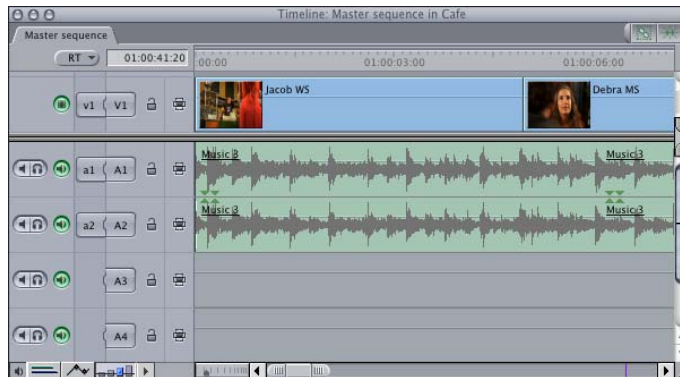 Timeline: Master sequence in Cafe
Master sequence
RT 01:00:41:20 00:00 01:00:03:00 01:00:06:00
v1 V1 Jacob WS Debra MS
a1 A1 Music 3 Music 3
a2 A2 Music 3 Music 3
A3
A4